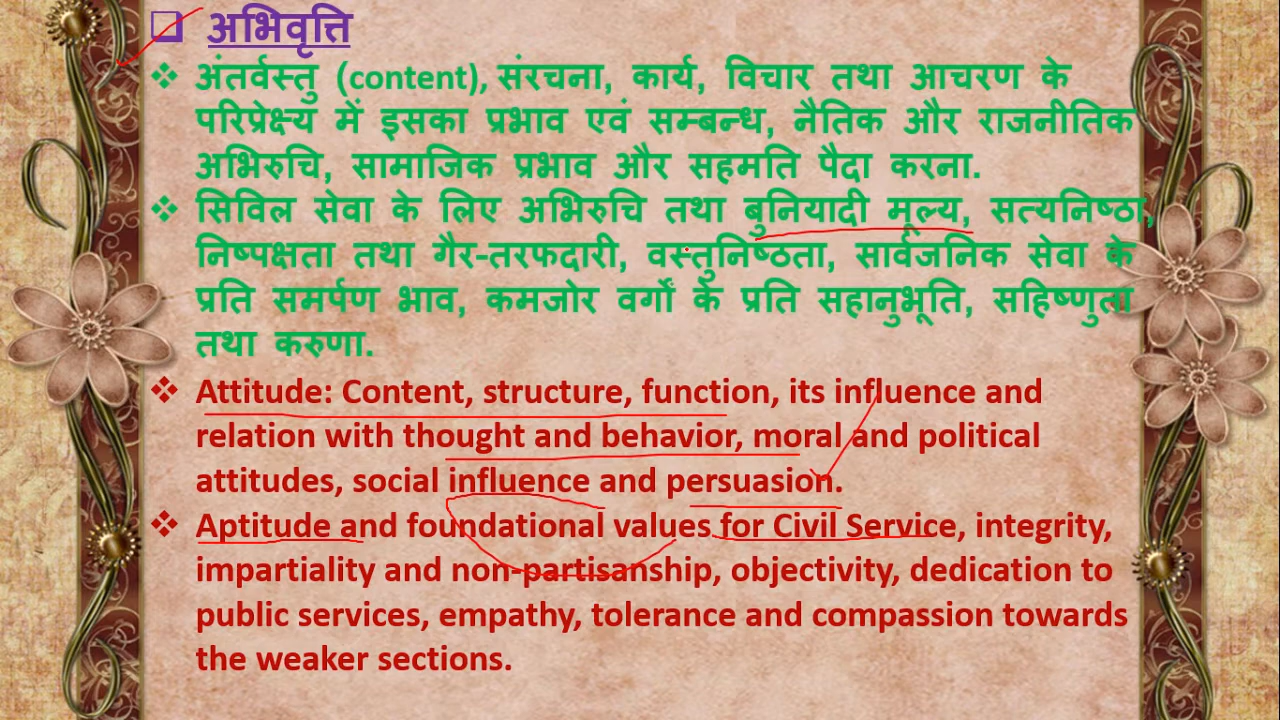 अभिवृत्ति
अंतर्वस्तु (content), संरचना, कार्य, विचार तथा आचरण के
परिप्रेक्ष्य में इसका प्रभाव एवं सम्बन्ध, नैतिक और राजनीतिक
अभिरुचि, सामाजिक प्रभाव और सहमति पैदा करना.
सिविल सेवा के लिए अभिरुचि तथा बुनियादी मूल्य, सत्यनिष्ठा,
निष्पक्षता तथा गैर-तरफदारी, वस्तुनिष्ठता, सार्वजनिक सेवा के
प्रति समर्पण भाव, कमजोर वर्गों के प्रति सहानुभूति, सहिष्णुता
तथा करुणा.
Attitude: Content, structure, function, its influence and
relation with thought and behavior, moral and political
attitudes, social influence and persuasion.
Aptitude and foundational values for Civil Service, integrity,
impartiality and non-partisanship, objectivity, dedication to
public services, empathy, tolerance and compassion towards
the weaker sections.